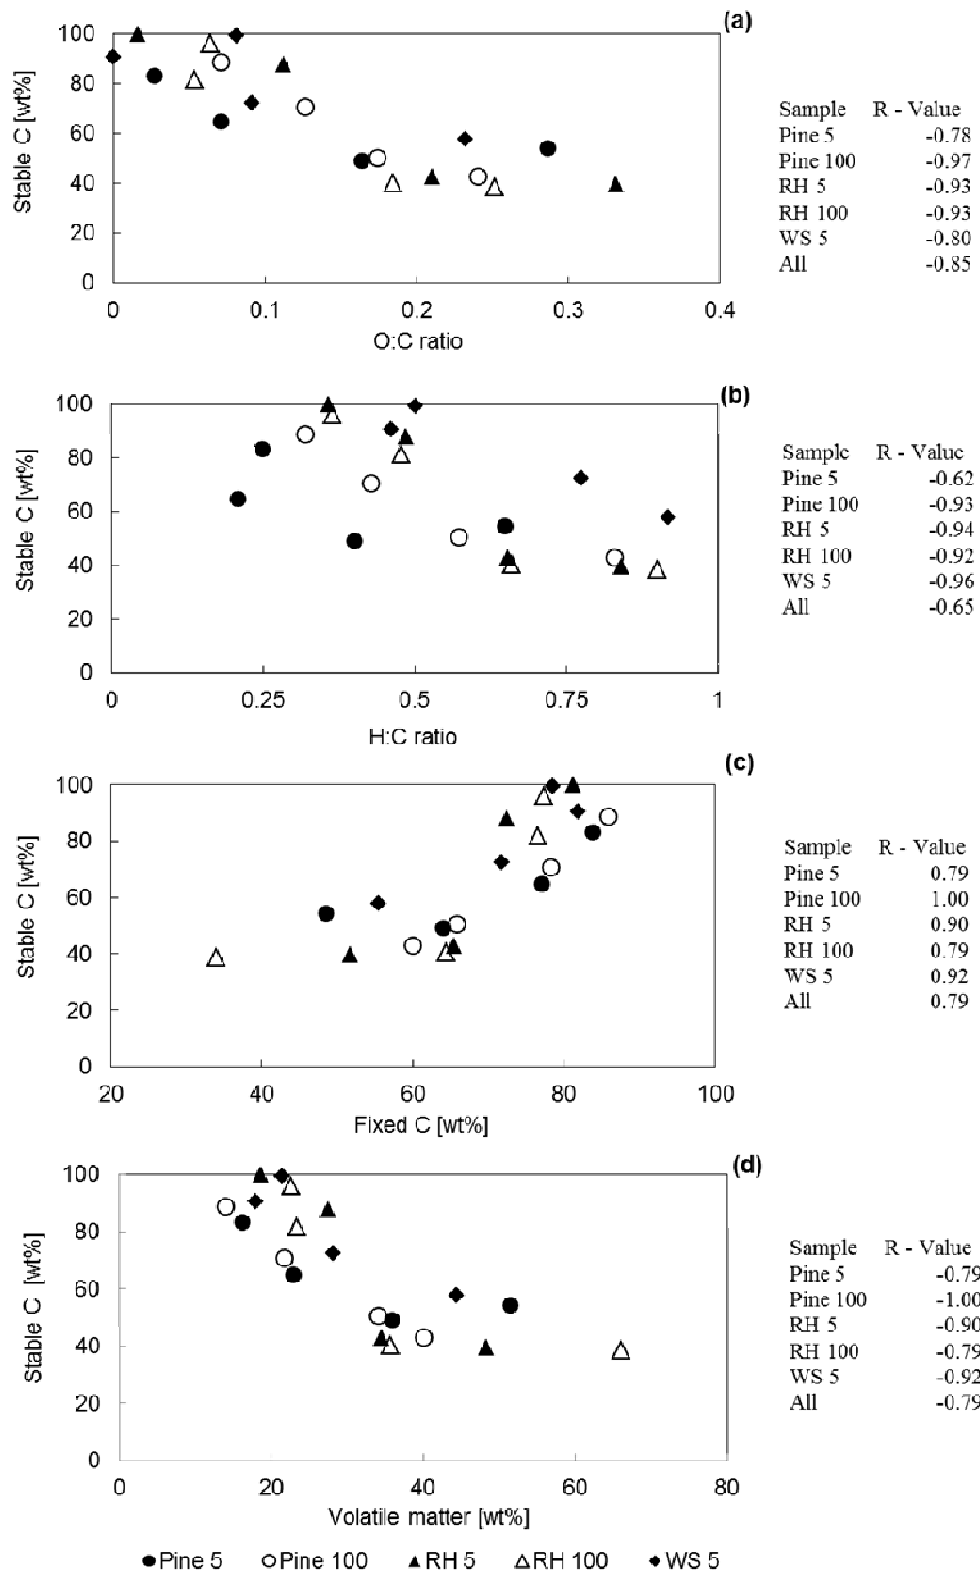 (a)
100
80
60
40
20
0
Stable C [wt%]
0 0.1 0.2 0.3 0.4
O:C ratio
Sample R - Value
Pine 5 -0.78
Pine 100 -0.97
RH 5 -0.93
RH 100 -0.93
WS 5 -0.80
All -0.85
(b)
100
80
60
40
20
0
Stable C [wt%]
0 0.25 0.5 0.75 1
H:C ratio
Sample R - Value
Pine 5 -0.62
Pine 100 -0.93
RH 5 -0.94
RH 100 -0.92
WS 5 -0.96
All -0.65
(c)
100
80
60
40
20
0
Stable C [wt%]
20 40 60 80 100
Fixed C [wt%]
Sample R - Value
Pine 5 0.79
Pine 100 1.00
RH 5 0.90
RH 100 0.79
WS 5 0.92
All 0.79
(d)
100
80
60
40
20
0
Stable C [wt%]
0 20 40 60 80
Volatile matter [wt%]
Sample R - Value
Pine 5 -0.79
Pine 100 -1.00
RH 5 -0.90
RH 100 -0.79
WS 5 -0.92
All -0.79
Pine 5 Pine 100 RH 5 RH 100 WS 5